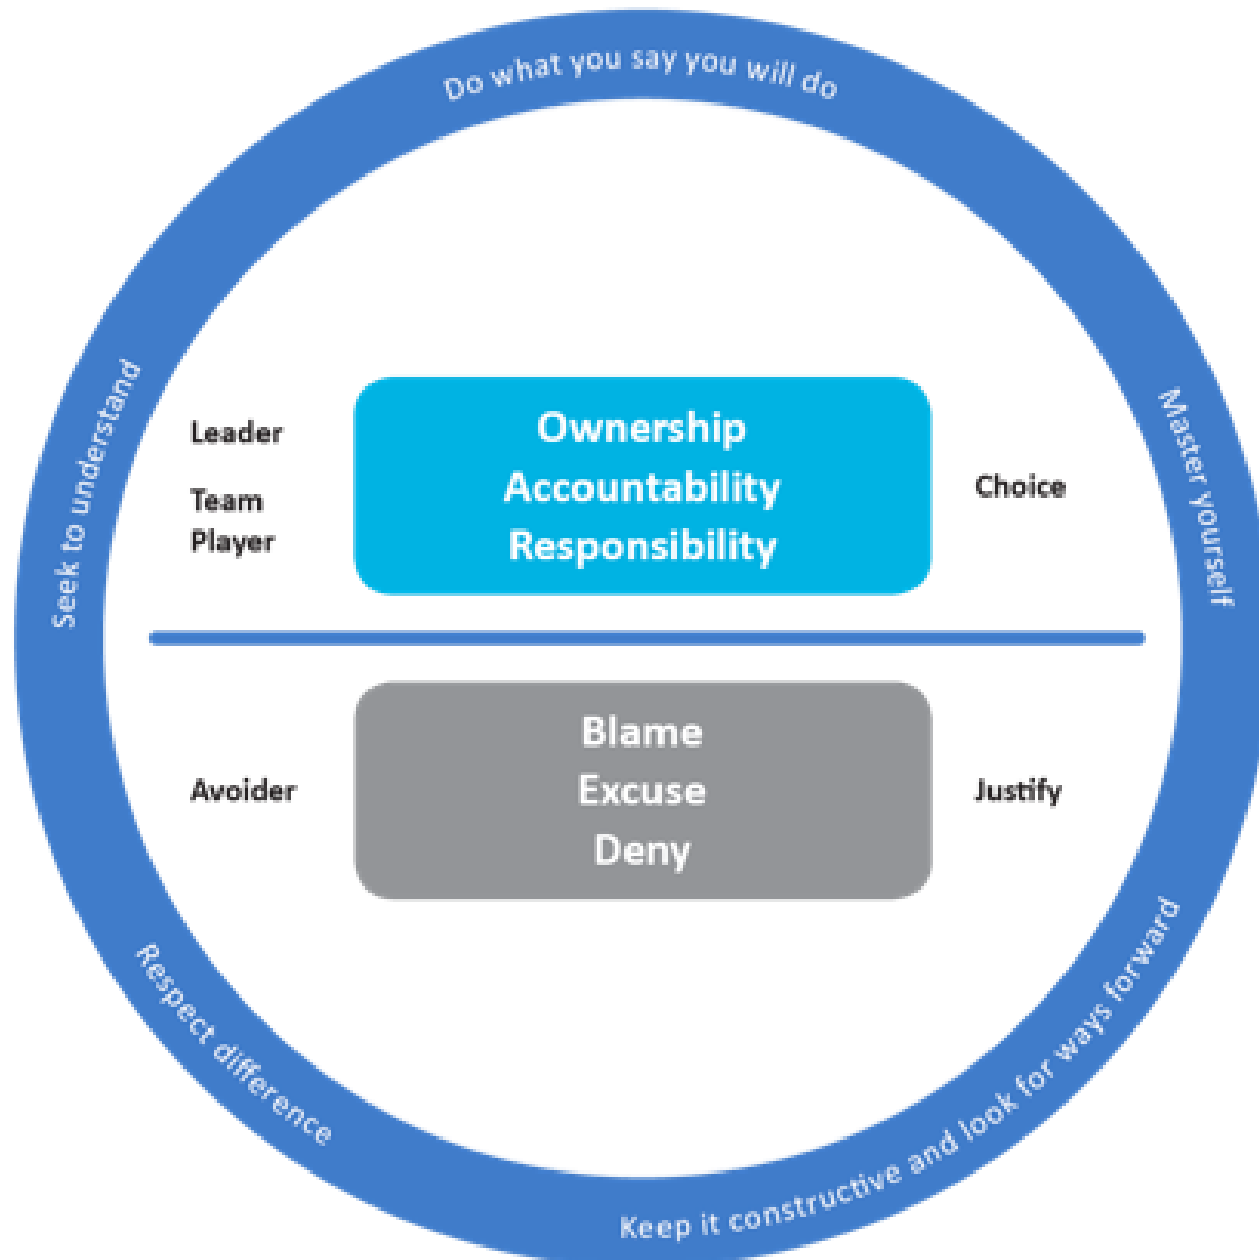 Do what you say you will do
Seek to understand
Master yourself
Leader
Team
Player
Ownership
Accountability
Responsibility
Choice
Avoider
Blame
Excuse
Deny
Justify
Respect difference
Keep it constructive and look for ways forward